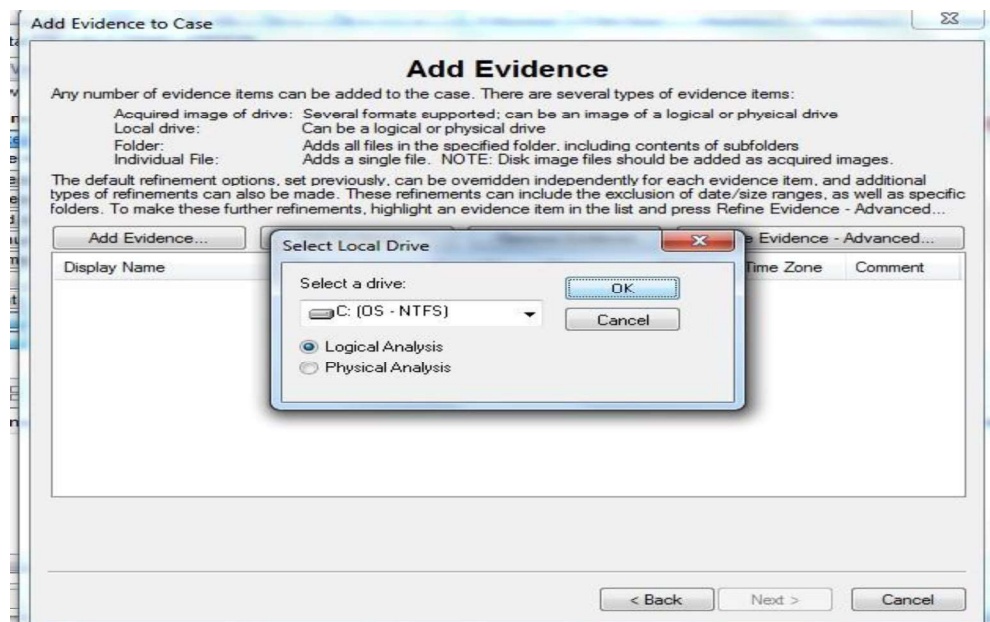 Add Evidence to Case
Add Evidence
Any number of evidence items can be added to the case. There are several types of evidence items:
Acquired image of drive: Several formats supported; can be an image of a logical or physical drive
Local drive: Can be a logical or physical drive
Folder: Adds all files in the specified folder, including contents of subfolders
Individual File: Adds a single file. NOTE: Disk image files should be added as acquired images.
The default refinement options, set previously, can be overridden independently for each evidence item, and additional
types of refinements can also be made. These refinements can include the exclusion of date/size ranges, as well as specific
folders. To make these further refinements, highlight an evidence item in the list and press Refine Evidence - Advanced...
Add Evidence...
Evidence - Advanced...
Display Name
Time Zone
Comment
Select Local Drive
Select a drive:
C: (OS - NTFS)
OK
Cancel
Logical Analysis
Physical Analysis
< Back
Next >
Cancel